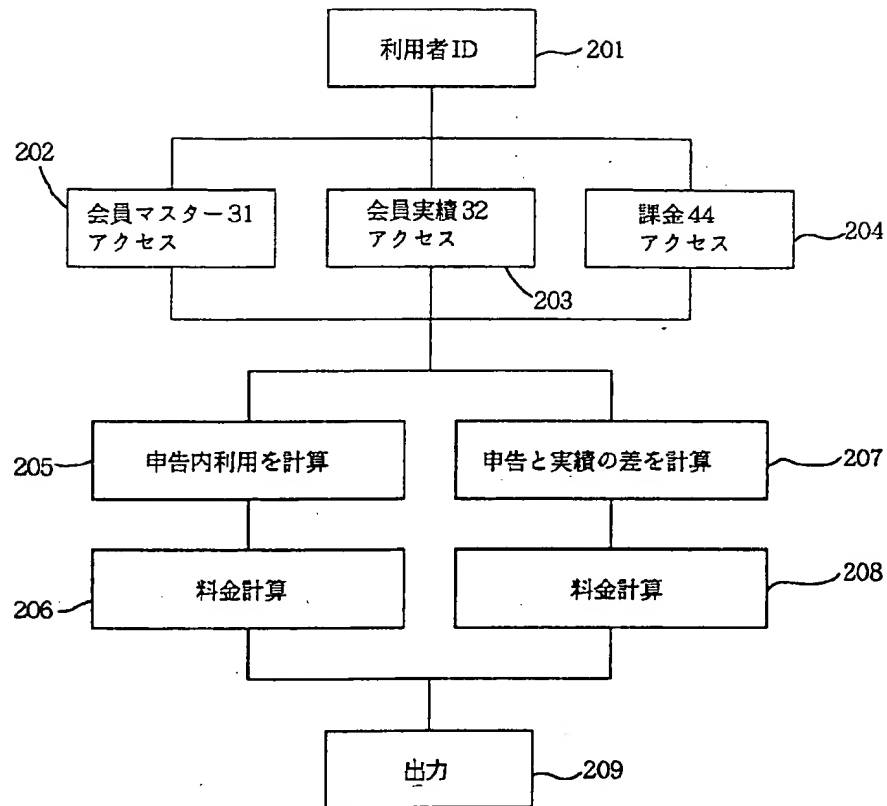 利用者ID
201
202
会員マスター31
アクセス
会員実績32
アクセス
203
課金44
アクセス
204
205
申告内利用を計算
申告と実績の差を計算
207
206
料金計算
料金計算
208
出力
209